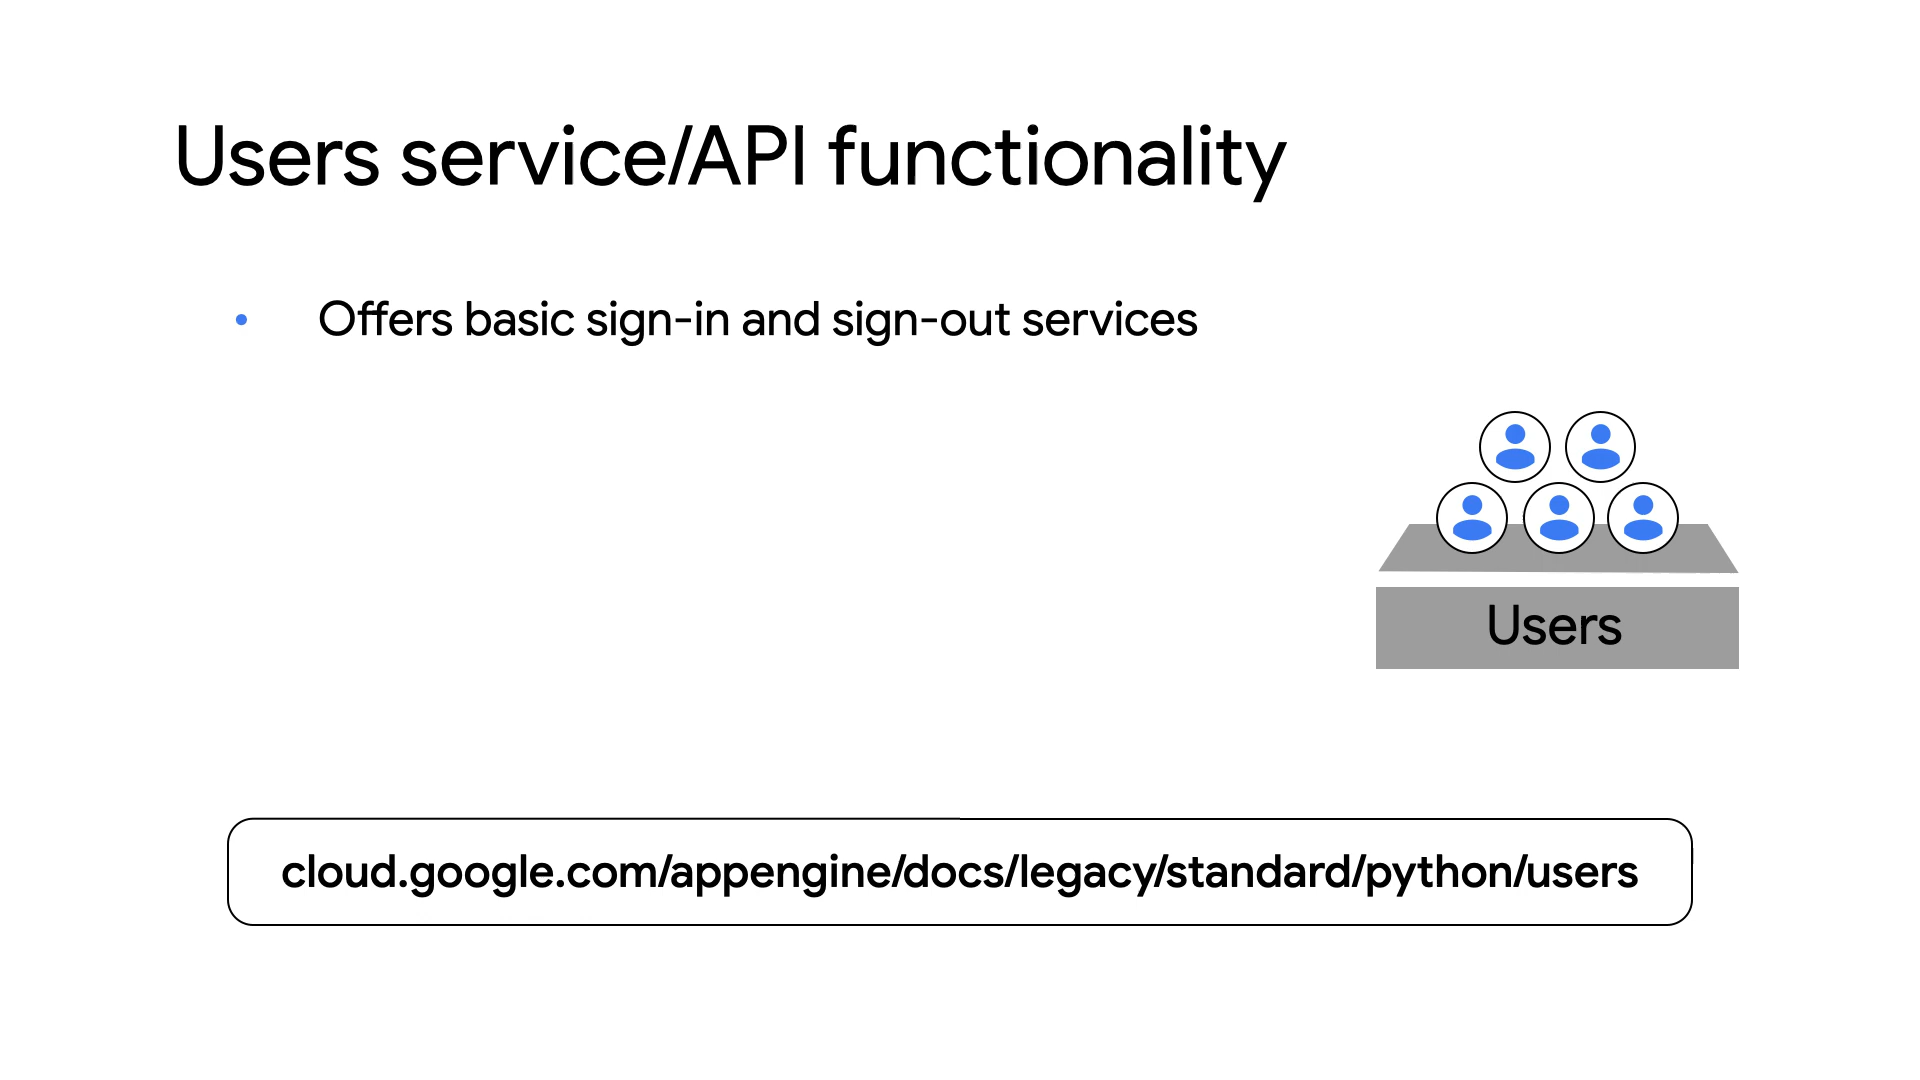 Users service/API functionality
• Offers basic sign-in and sign-out services
Users
cloud.google.com/appengine/docs/legacy/standard/python/users